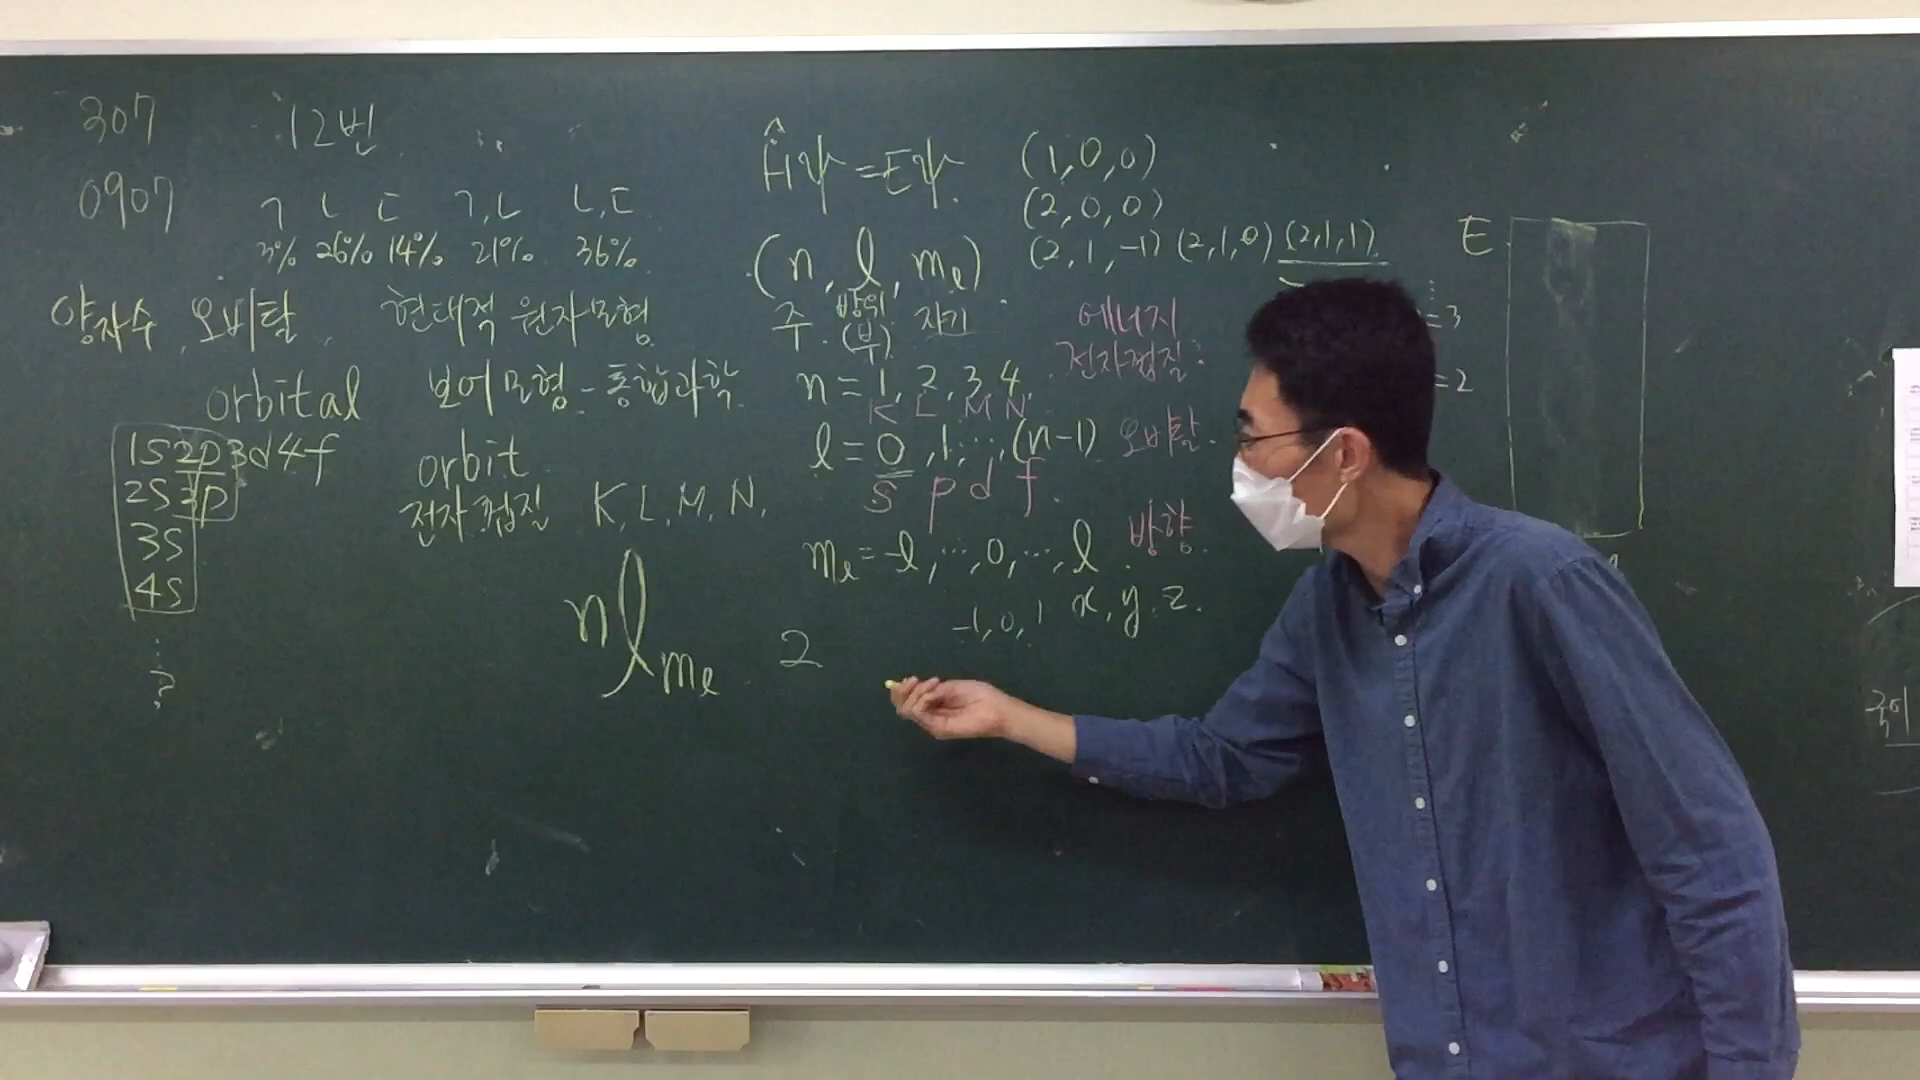 307 12번
0907
ㄱ ㄴ ㄷ ㄱ,ㄴ ㄴ,ㄷ
3% 26% 14% 21% 36%
양자수, 오비탈, 현대적 원자모형
orbital 보어모형 - 통합과학
1s 2p 3d 4f
2s 3p
3s
4s
⋮
?
orbit
전자껍질 K, L, M, N,
n l mₗ 2
Ĥψ = Eψ
(n, l, mₗ)
주 방위 자기
(부)
n = 1, 2, 3, 4,
K L M N
l = 0, 1, …, (n-1) 오비탈.
s p d f.
mₗ = -l, …, 0, …, l. 방향.
-1, 0, 1 x, y, z.
(1, 0, 0)
(2, 0, 0)
(2, 1, -1) (2, 1, 0) (2, 1, 1)
에너지
전자껍질:
E
=3
=2